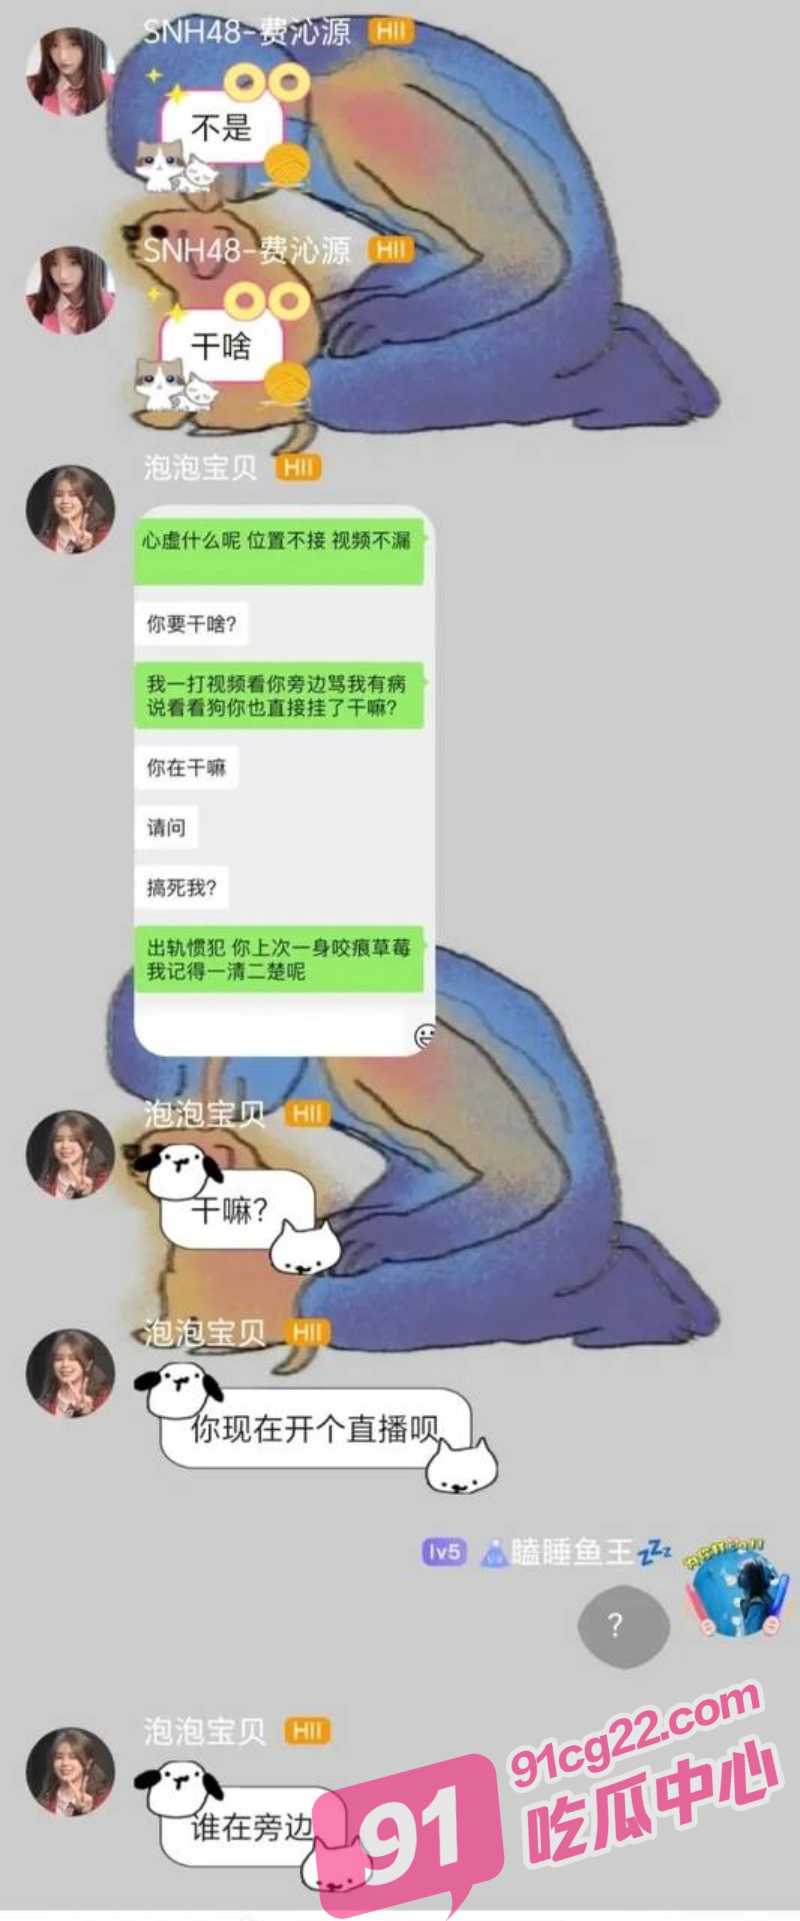 SNH48-费沁源 HII
不是
SNH48-费沁源 HII
干啥
泡泡宝贝 HII
心虚什么呢 位置不接 视频不漏
你要干啥?
我一打视频看你旁边骂我有病
说看看狗你也直接挂了干嘛?
你在干嘛
请问
搞死我?
出轨惯犯 你上次一身咬痕草莓
我记得一清二楚呢
泡泡宝贝 HII
干嘛?
泡泡宝贝 HII
你现在开个直播呗
lv5 瞌睡鱼王zzz
?
泡泡宝贝 HII
谁在旁边
91
91cg22.com
吃瓜中心